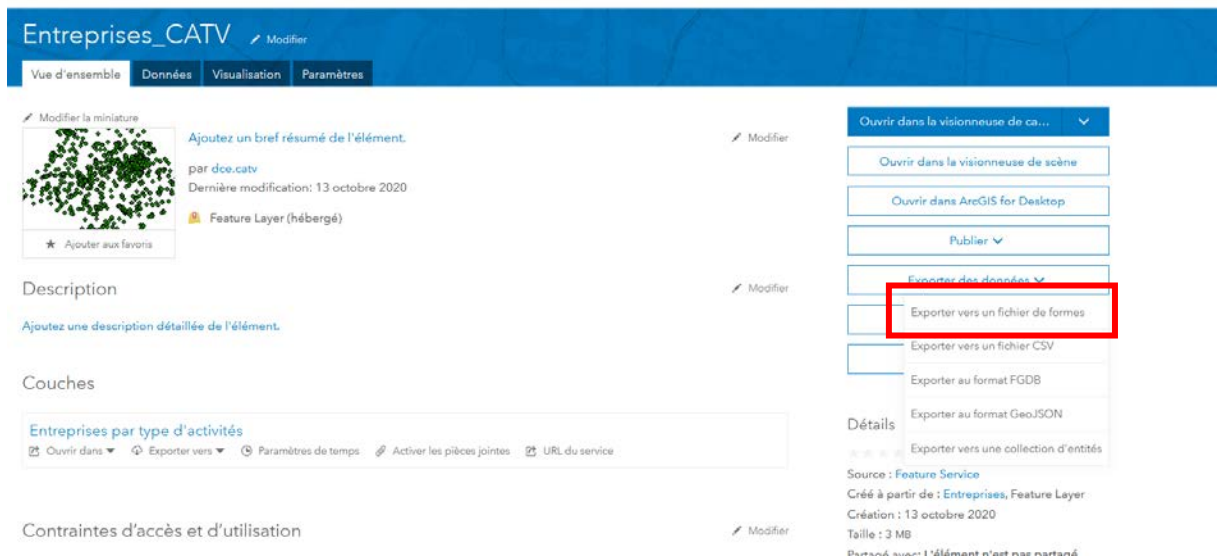 Entreprises_CATV Modifier
Vue d'ensemble Données Visualisation Paramètres
Modifier la miniature
Ajoutez un bref résumé de l'élément. Modifier
par dce.catv
Dernière modification: 13 octobre 2020
Feature Layer (hébergé)
Ajouter aux favoris
Description Modifier
Ajoutez une description détaillée de l'élément.
Couches
Entreprises par type d'activités
Ouvrir dans Exporter vers Paramètres de temps Activer les pièces jointes URL du service
Contraintes d'accès et d'utilisation Modifier
Ouvrir dans la visionneuse de ca...
Ouvrir dans la visionneuse de scène
Ouvrir dans ArcGIS for Desktop
Publier
Exporter des données
Exporter vers un fichier de formes
Exporter vers un fichier CSV
Exporter au format FGDB
Exporter au format GeoJSON
Exporter vers une collection d'entités
Détails
Source : Feature Service
Créé à partir de : Entreprises, Feature Layer
Création : 13 octobre 2020
Taille : 3 MB
Partagé avec: L'élément n'est pas partagé